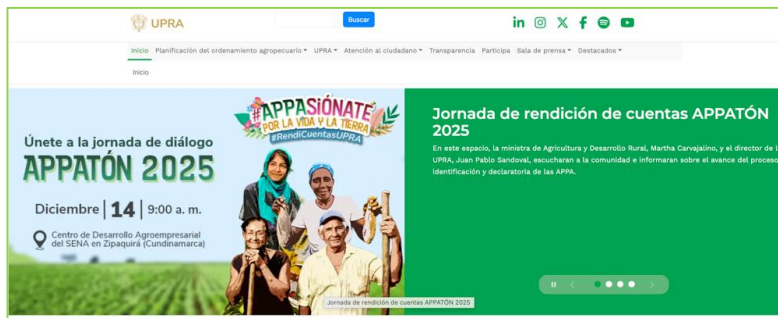 UPRA
Buscar
Inicio Planificación del ordenamiento agropecuario UPRA Atención al ciudadano Transparencia Participa Sala de prensa Destacados
Inicio
Únete a la jornada de diálogo
APPATÓN 2025
Diciembre | 14 | 9:00 a. m.
Centro de Desarrollo Agroempresarial
del SENA en Zipaquirá (Cundinamarca)
¡APPASIÓNATE
POR LA VIDA Y LA TIERRA
#RendiCuentasUPRA
Jornada de rendición de cuentas APPATÓN
2025
En este espacio, la ministra de Agricultura y Desarrollo Rural, Martha Carvajalino, y el director de l
UPRA, Juan Pablo Sandoval, escucharan a la comunidad e informaran sobre el avance del proceso
identificación y declaratoria de las APPA.
Jornada de rendición de cuentas APPATÓN 2025